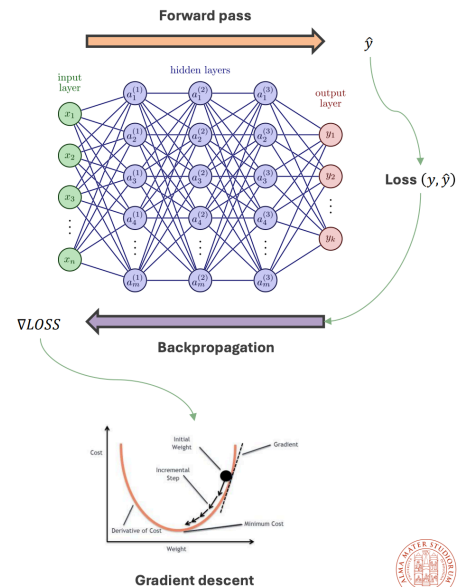 Forward pass
ŷ
input
layer
hidden layers
output
layer
x₁
x₂
x₃
⋮
xₙ
a₁⁽¹⁾ a₁⁽²⁾ a₁⁽³⁾
a₂⁽¹⁾ a₂⁽²⁾ a₂⁽³⁾
a₃⁽¹⁾ a₃⁽²⁾ a₃⁽³⁾
a₄⁽¹⁾ a₄⁽²⁾ a₄⁽³⁾
⋮ ⋮ ⋮
aₘ⁽¹⁾ aₘ⁽²⁾ aₘ⁽³⁾
y₁
y₂
⋮
yₖ
Loss (y, ŷ)
∇LOSS
Backpropagation
Cost
Initial
Weight
Gradient
Incremental
Step
Derivative of Cost
Minimum Cost
Weight
Gradient descent
ALMA MATER STUDIORUM